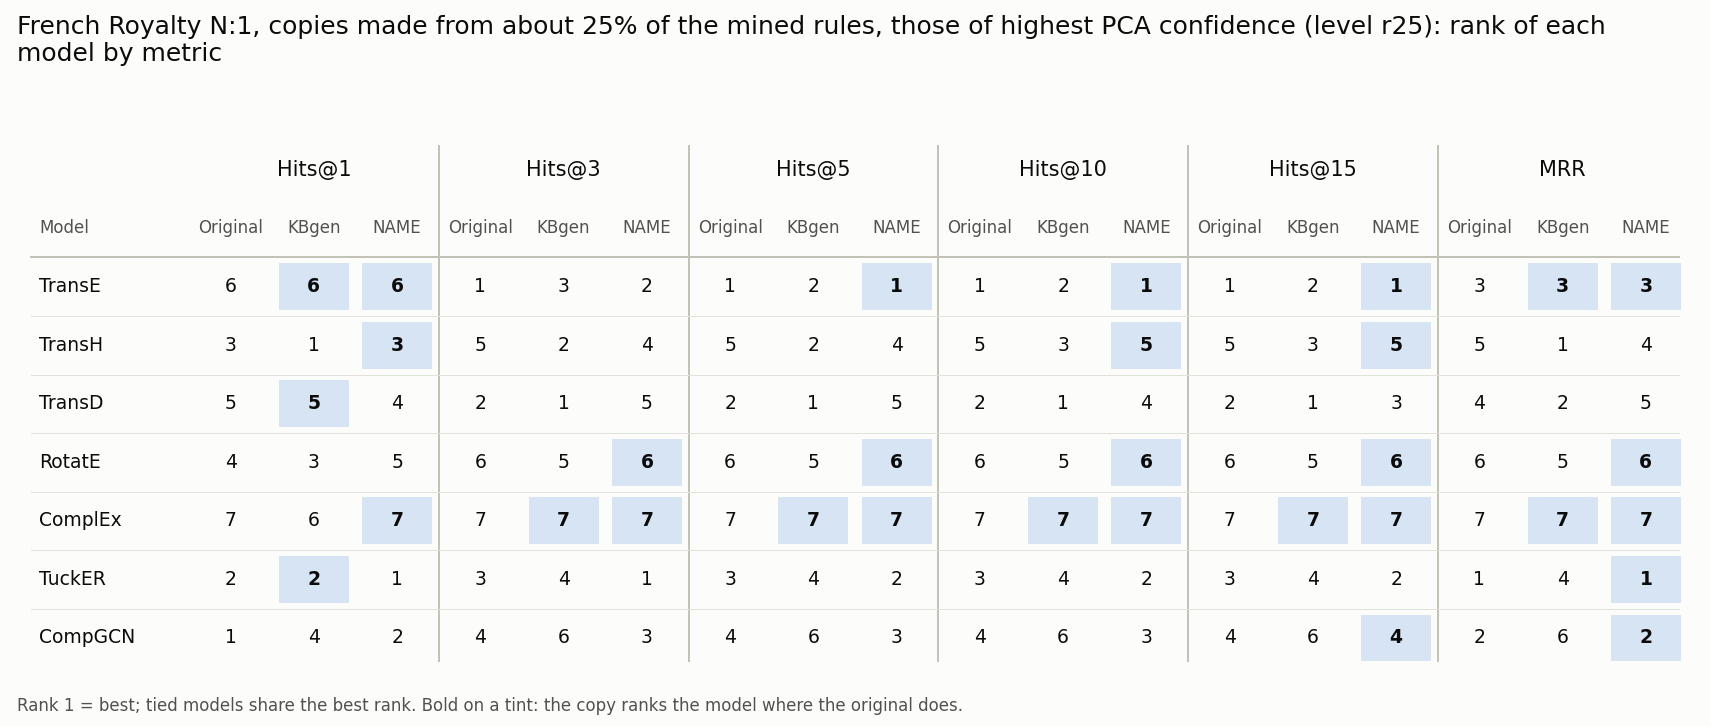 French Royalty N:1, copies made from about 25% of the mined rules, those of highest PCA confidence (level r25): rank of each
model by metric
Hits@1 Hits@3 Hits@5 Hits@10 Hits@15 MRR
Model Original KBgen NAME Original KBgen NAME Original KBgen NAME Original KBgen NAME Original KBgen NAME Original KBgen NAME
TransE 6 6 6 1 3 2 1 2 1 1 2 1 1 2 1 3 3 3
TransH 3 1 3 5 2 4 5 2 4 5 3 5 5 3 5 5 1 4
TransD 5 5 4 2 1 5 2 1 5 2 1 4 2 1 3 4 2 5
RotatE 4 3 5 6 5 6 6 5 6 6 5 6 6 5 6 6 5 6
ComplEx 7 6 7 7 7 7 7 7 7 7 7 7 7 7 7 7 7 7
TuckER 2 2 1 3 4 1 3 4 2 3 4 2 3 4 2 1 4 1
CompGCN 1 4 2 4 6 3 4 6 3 4 6 3 4 6 4 2 6 2
Rank 1 = best; tied models share the best rank. Bold on a tint: the copy ranks the model where the original does.